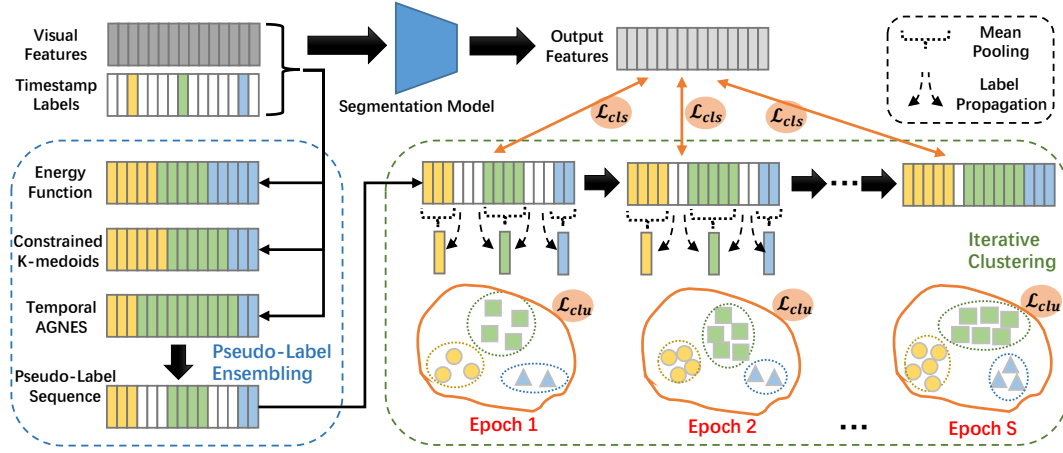 Visual
Features
Timestamp
Labels
Segmentation Model
Output
Features
Mean
Pooling
Label
Propagation
ℒcls
ℒcls
ℒcls
Energy
Function
Constrained
K-medoids
Temporal
AGNES
Pseudo-Label
Ensembling
Pseudo-Label
Sequence
Iterative
Clustering
ℒclu
ℒclu
ℒclu
Epoch 1
Epoch 2
...
Epoch S